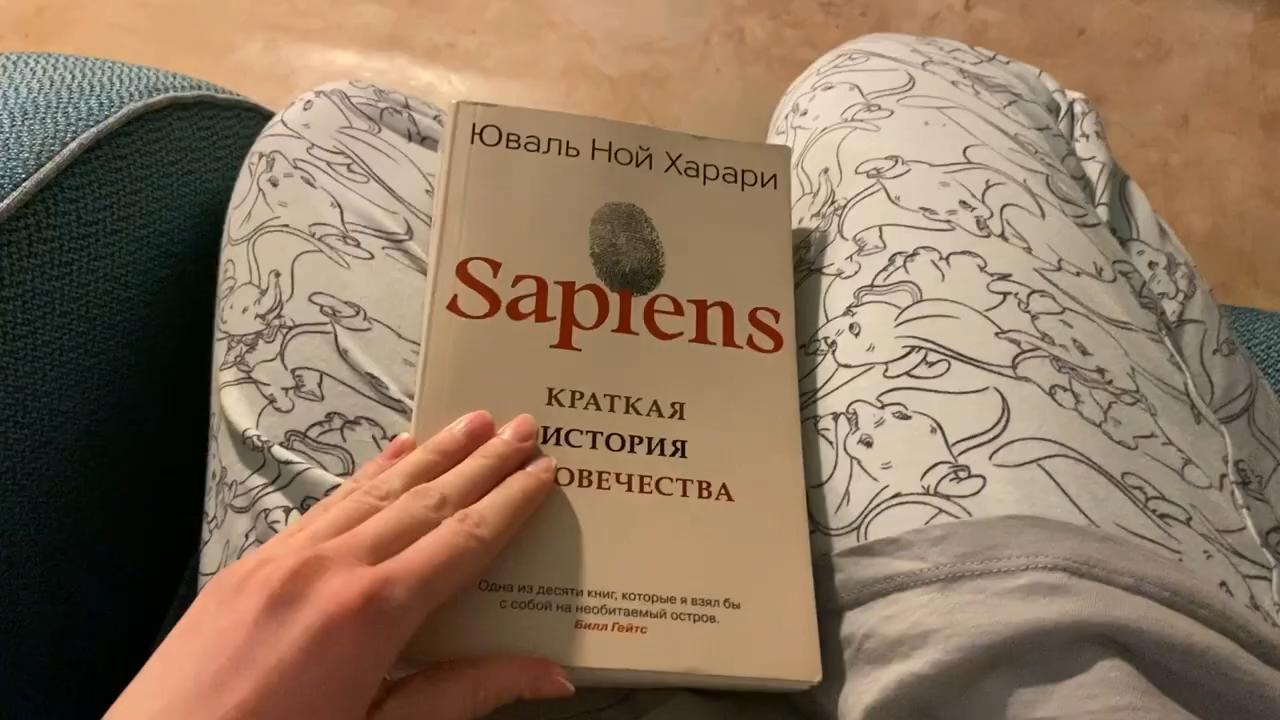 Юваль Ной Харари
Sapiens
КРАТКАЯ
ИСТОРИЯ
ОВЕЧЕСТВА
Одна из десяти книг, которые я взял бы
с собой на необитаемый остров.
Билл Гейтс